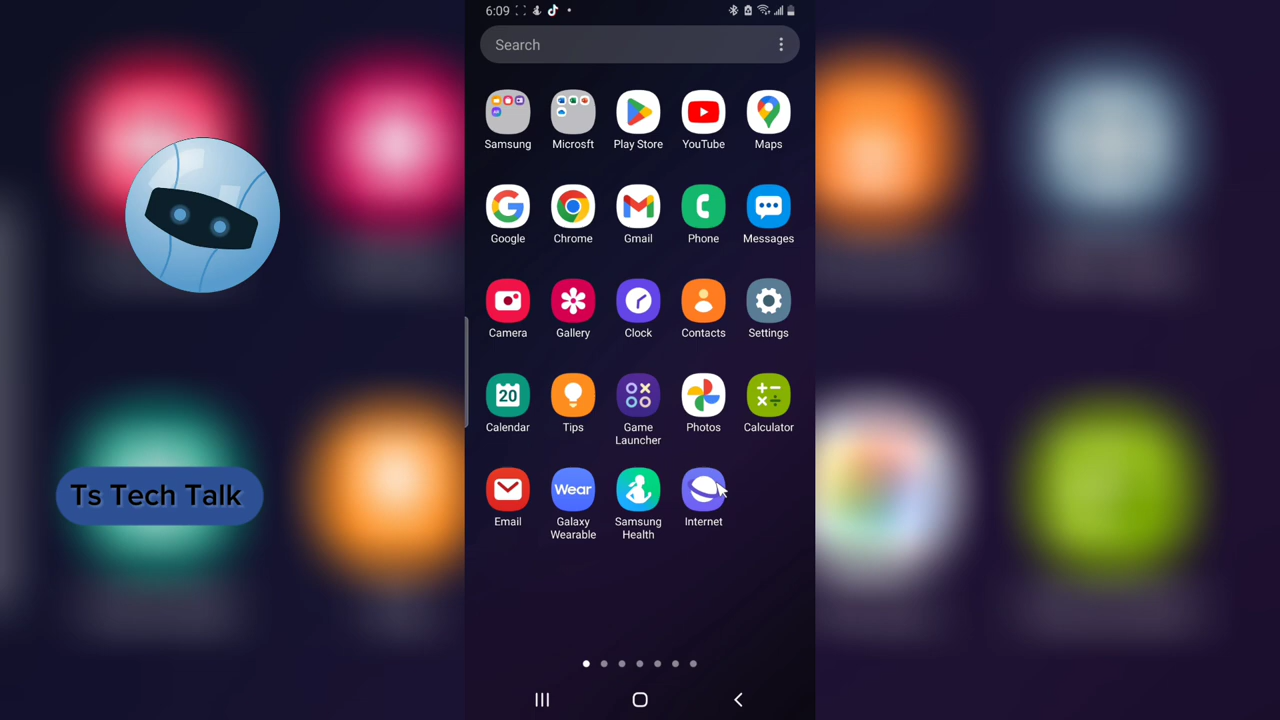 6:09
Search
Samsung
Microsft
Play Store
YouTube
Maps
Google
Chrome
Gmail
Phone
Messages
Camera
Gallery
Clock
Contacts
Settings
20
Calendar
Tips
Game
Launcher
Photos
Calculator
Email
Wear
Galaxy
Wearable
Samsung
Health
Internet
Ts Tech Talk